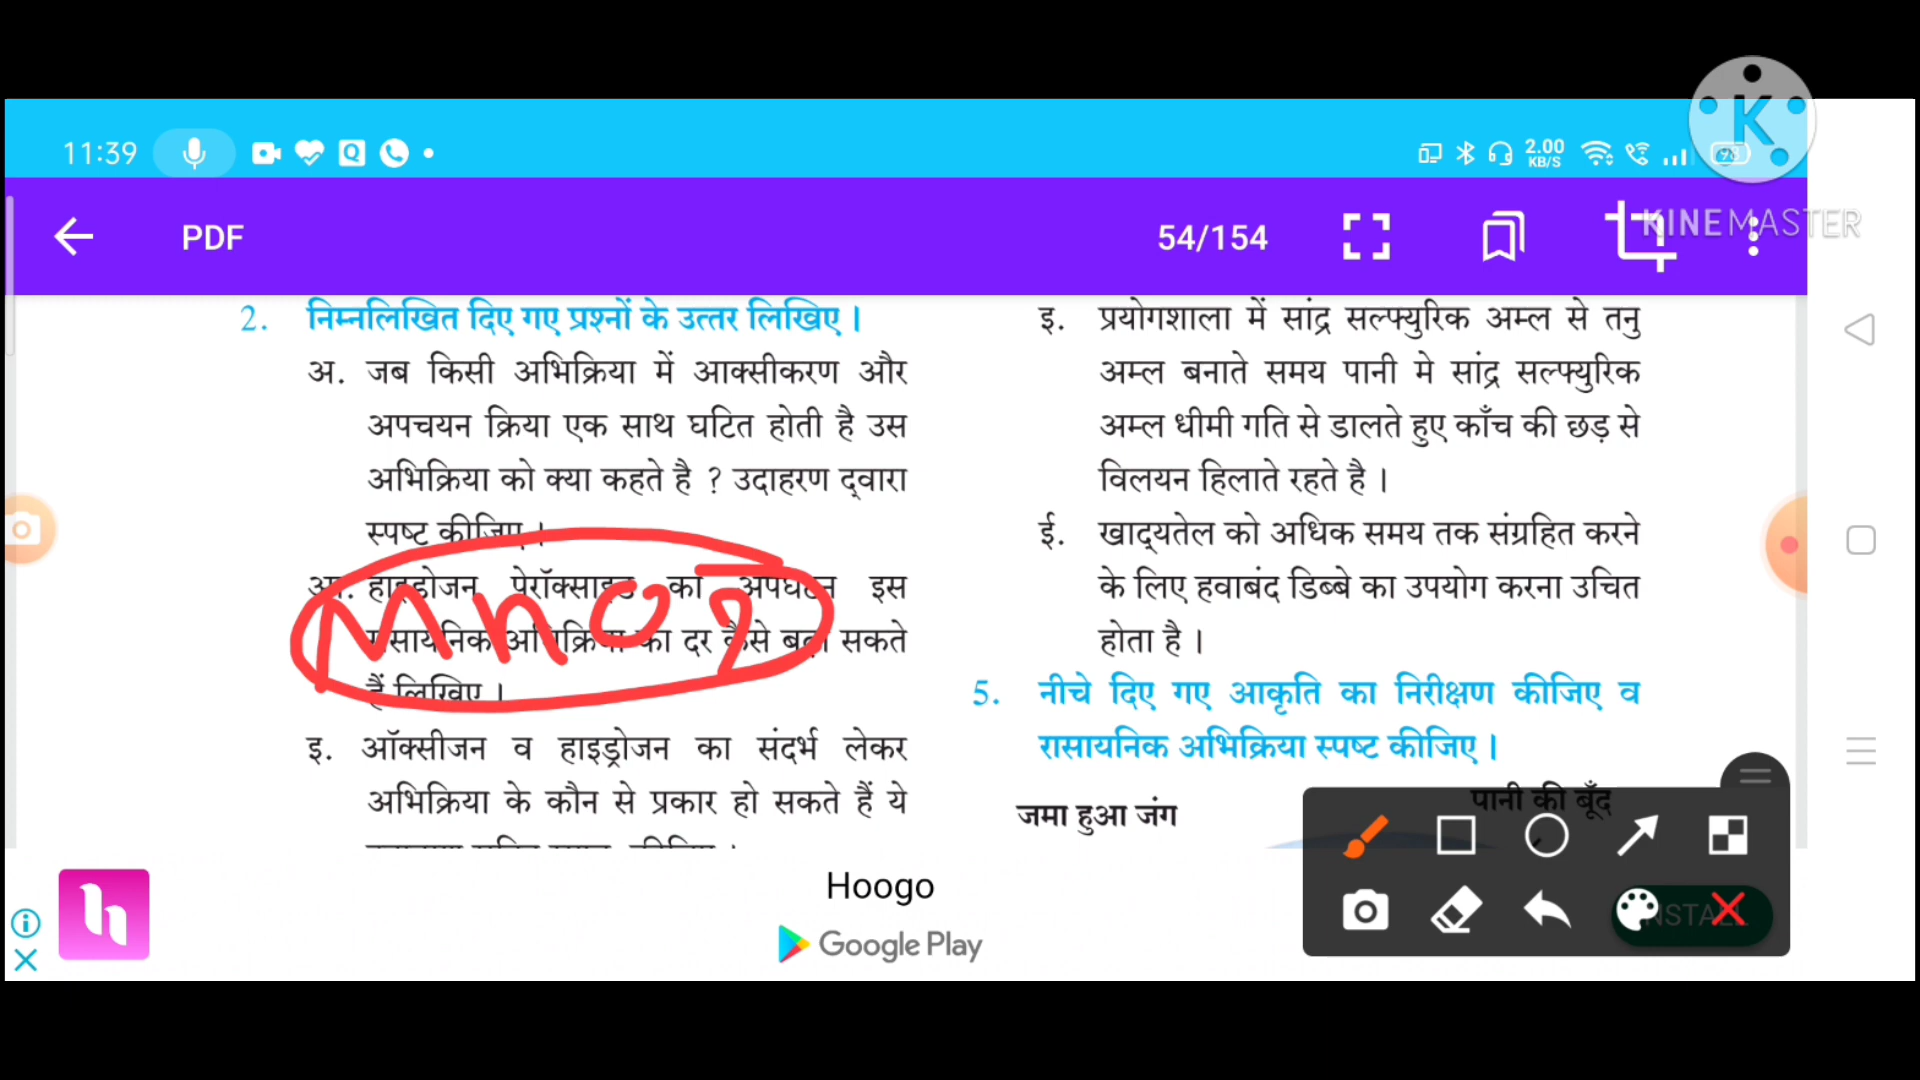 11:39
2.00
KB/S
98
KINEMASTER
PDF
54/154
2. निम्नलिखित दिए गए प्रश्नों के उत्तर लिखिए ।
अ. जब किसी अभिक्रिया में आक्सीकरण और
अपचयन क्रिया एक साथ घटित होती है उस
अभिक्रिया को क्या कहते है ? उदाहरण द्वारा
स्पष्ट कीजिए ।
आ. हाइड्रोजन पेरॉक्साइड का अपघटन इस
रासायनिक अभिक्रिया का दर कैसे बढ़ा सकते
हैं लिखिए ।
MnO2
इ. ऑक्सीजन व हाइड्रोजन का संदर्भ लेकर
अभिक्रिया के कौन से प्रकार हो सकते हैं ये
इ. प्रयोगशाला में सांद्र सल्फ्युरिक अम्ल से तनु
अम्ल बनाते समय पानी मे सांद्र सल्फ्युरिक
अम्ल धीमी गति से डालते हुए काँच की छड़ से
विलयन हिलाते रहते है ।
ई. खाद्यतेल को अधिक समय तक संग्रहित करने
के लिए हवाबंद डिब्बे का उपयोग करना उचित
होता है ।
5. नीचे दिए गए आकृति का निरीक्षण कीजिए व
रासायनिक अभिक्रिया स्पष्ट कीजिए ।
जमा हुआ जंग
पानी की बूँद
Hoogo
Google Play